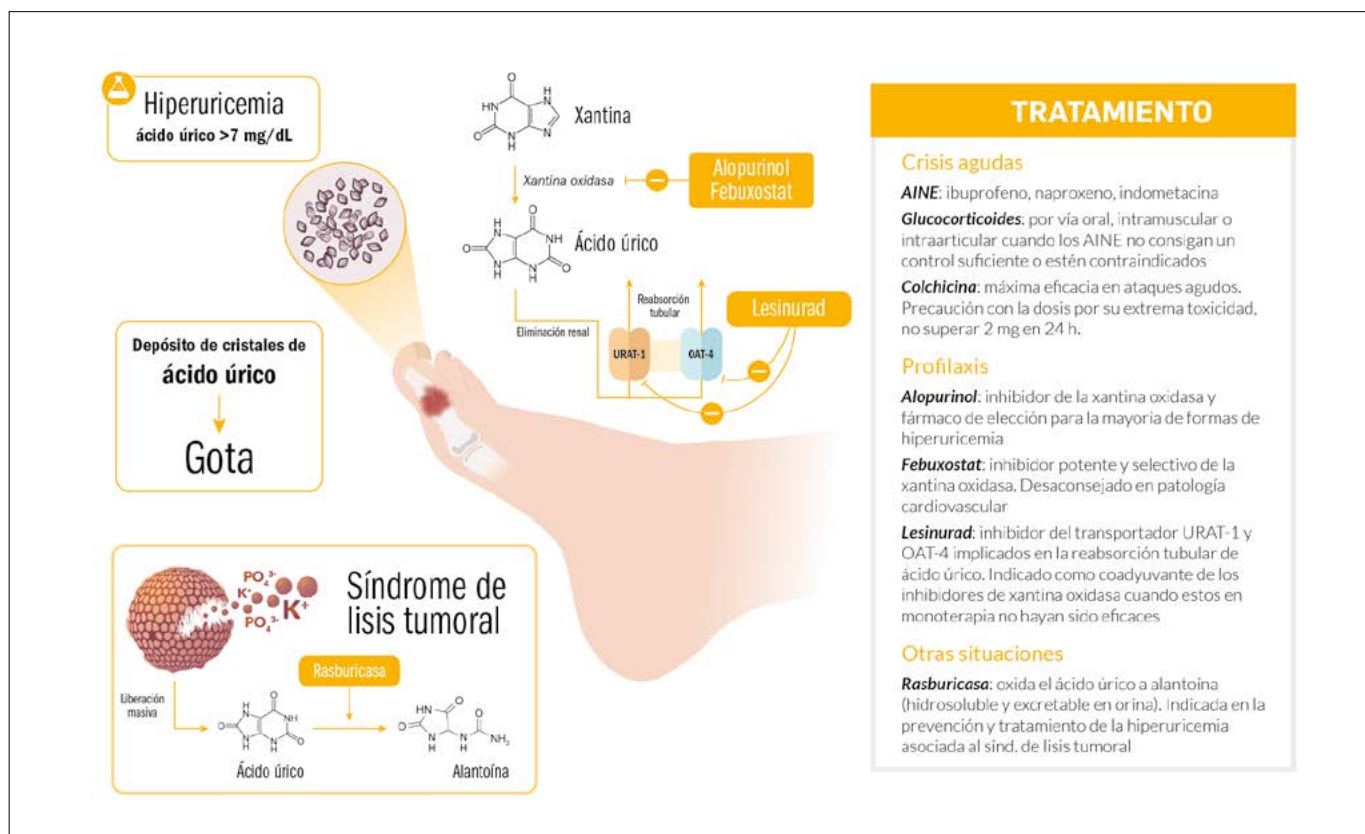 Hiperuricemia
ácido úrico >7 mg/dL
Xantina
Xantina oxidasa
Alopurinol
Febuxostat
Ácido úrico
Eliminación renal
Reabsorción
tubular
URAT-1
OAT-4
Lesinurad
Depósito de cristales de
ácido úrico
Gota
Síndrome de
lisis tumoral
PO₄³⁻
K⁺
K⁺
PO₄³⁻
Liberación
masiva
Rasburicasa
Ácido úrico
Alantoína
O
HN
O
N
H
H
N
N
O
H
N
O
N
H
O
NH
N
H
O
O
H
N
O
N
H
O
NH
N
H
O
O
HN
O
N
H
N
H
O
NH₂
TRATAMIENTO
Crisis agudas
AINE: ibuprofeno, naproxeno, indometacina
Glucocorticoides: por vía oral, intramuscular o
intraarticular cuando los AINE no consigan un
control suficiente o estén contraindicados
Colchicina: máxima eficacia en ataques agudos.
Precaución con la dosis por su extrema toxicidad,
no superar 2 mg en 24 h.
Profilaxis
Alopurinol: inhibidor de la xantina oxidasa y
fármaco de elección para la mayoría de formas de
hiperuricemia
Febuxostat: inhibidor potente y selectivo de la
xantina oxidasa. Desaconsejado en patología
cardiovascular
Lesinurad: inhibidor del transportador URAT-1 y
OAT-4 implicados en la reabsorción tubular de
ácido úrico. Indicado como coadyuvante de los
inhibidores de xantina oxidasa cuando estos en
monoterapia no hayan sido eficaces
Otras situaciones
Rasburicasa: oxida el ácido úrico a alantoína
(hidrosoluble y excretable en orina). Indicada en la
prevención y tratamiento de la hiperuricemia
asociada al sínd. de lisis tumoral